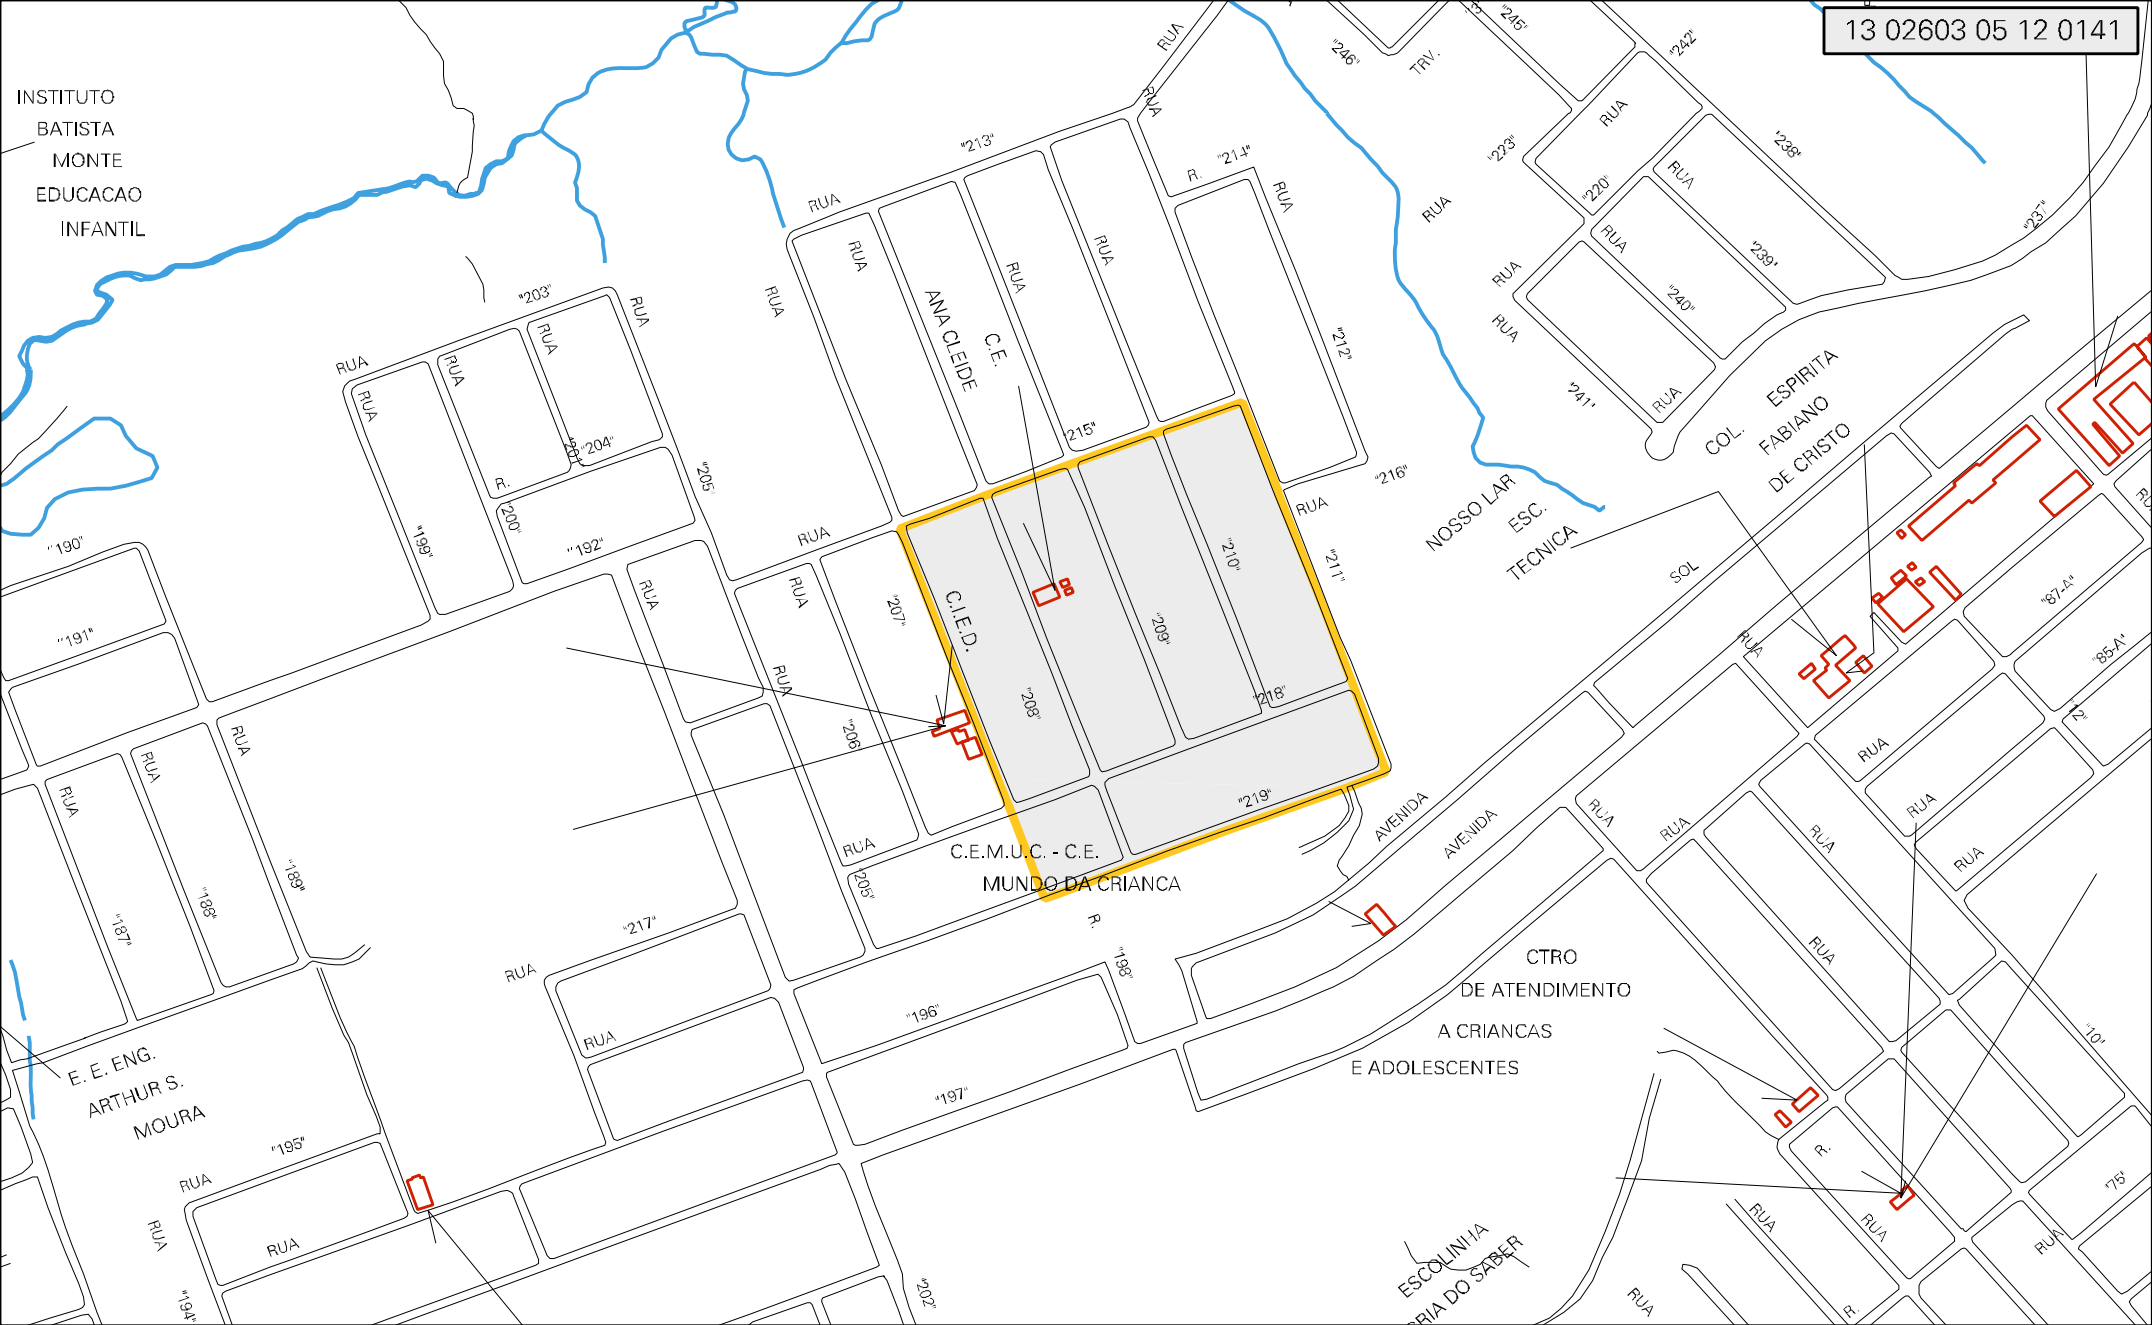 13 02603 05 12 0141
INSTITUTO
BATISTA
MONTE
EDUCACAO
INFANTIL
RUA
"245"
"246"
TRV.
"242"
RUA
"213"
RUA
RUA
"223"
"238"
R.
"214"
RUA
"220"
RUA
RUA
RUA
"237"
RUA
RUA
RUA
"239"
RUA
RUA
RUA
"240"
"203"
RUA
ANA CLEIDE
C.E.
"212"
RUA
RUA
RUA
RUA
RUA
"241"
RUA
ESPIRITA
COL.
FABIANO
DE CRISTO
"201"
"204"
"215"
R.
"205"
"216"
NOSSO LAR
ESC.
TECNICA
RUA
RUA
"200"
"199"
"192"
RUA
"190"
"210"
"211"
SOL
RUA
RUA
"207"
C.I.E.D.
"209"
"87-A"
"191"
RUA
"85-A"
RUA
"208"
"218"
"206"
"12"
RUA
RUA
RUA
RUA
"219"
AVENIDA
AVENIDA
RUA
RUA
RUA
RUA
RUA
C.E.M.U.C. - C.E.
MUNDO DA CRIANCA
"205"
"189"
"188"
"187"
"217"
R.
"198"
RUA
RUA
CTRO
DE ATENDIMENTO
A CRIANCAS
E ADOLESCENTES
"196"
RUA
"197"
"10"
E. E. ENG.
ARTHUR S.
MOURA
"195"
RUA
R.
"75"
RUA
RUA
RUA
RUA
RUA
ESCOLINHA
RIA DO SABER
"194"
"202"
RUA
R.